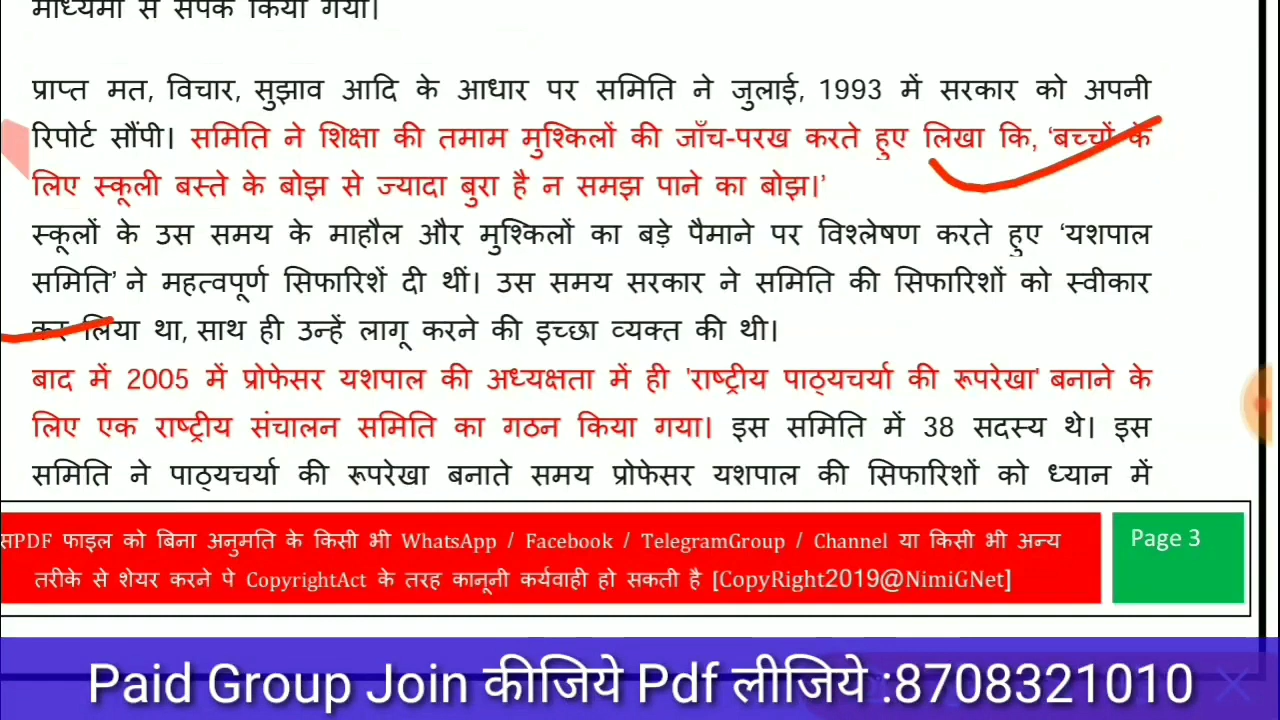 माध्यमों से संपर्क किया गया।
प्राप्त मत, विचार, सुझाव आदि के आधार पर समिति ने जुलाई, 1993 में सरकार को अपनी
रिपोर्ट सौंपी। समिति ने शिक्षा की तमाम मुश्किलों की जाँच-परख करते हुए लिखा कि, ‘बच्चों के
लिए स्कूली बस्ते के बोझ से ज्यादा बुरा है न समझ पाने का बोझ।’
स्कूलों के उस समय के माहौल और मुश्किलों का बड़े पैमाने पर विश्लेषण करते हुए ‘यशपाल
समिति’ ने महत्वपूर्ण सिफारिशें दी थीं। उस समय सरकार ने समिति की सिफारिशों को स्वीकार
कर लिया था, साथ ही उन्हें लागू करने की इच्छा व्यक्त की थी।
बाद में 2005 में प्रोफेसर यशपाल की अध्यक्षता में ही 'राष्ट्रीय पाठ्यचर्या की रूपरेखा' बनाने के
लिए एक राष्ट्रीय संचालन समिति का गठन किया गया। इस समिति में 38 सदस्य थे। इस
समिति ने पाठ्यचर्या की रूपरेखा बनाते समय प्रोफेसर यशपाल की सिफारिशों को ध्यान में
सPDF फाइल को बिना अनुमति के किसी भी WhatsApp / Facebook / TelegramGroup / Channel या किसी भी अन्य
तरीके से शेयर करने पे CopyrightAct के तरह कानूनी कर्यवाही हो सकती है [CopyRight2019@NimiGNet]
Page 3
Paid Group Join कीजिये Pdf लीजिये :8708321010